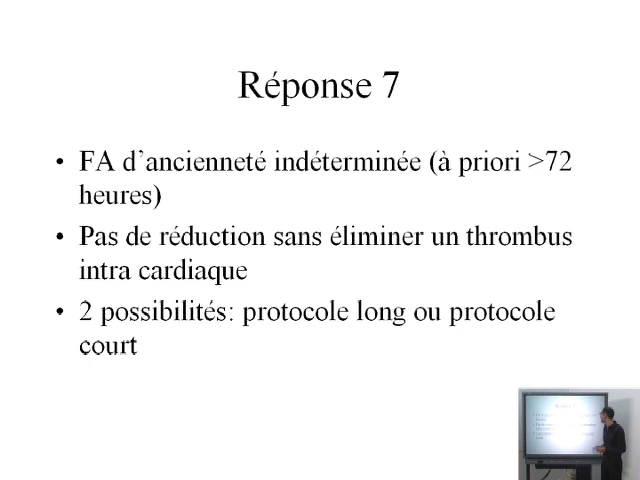 Réponse 7
• FA d'ancienneté indéterminée (à priori >72
heures)
• Pas de réduction sans éliminer un thrombus
intra cardiaque
• 2 possibilités: protocole long ou protocole
court